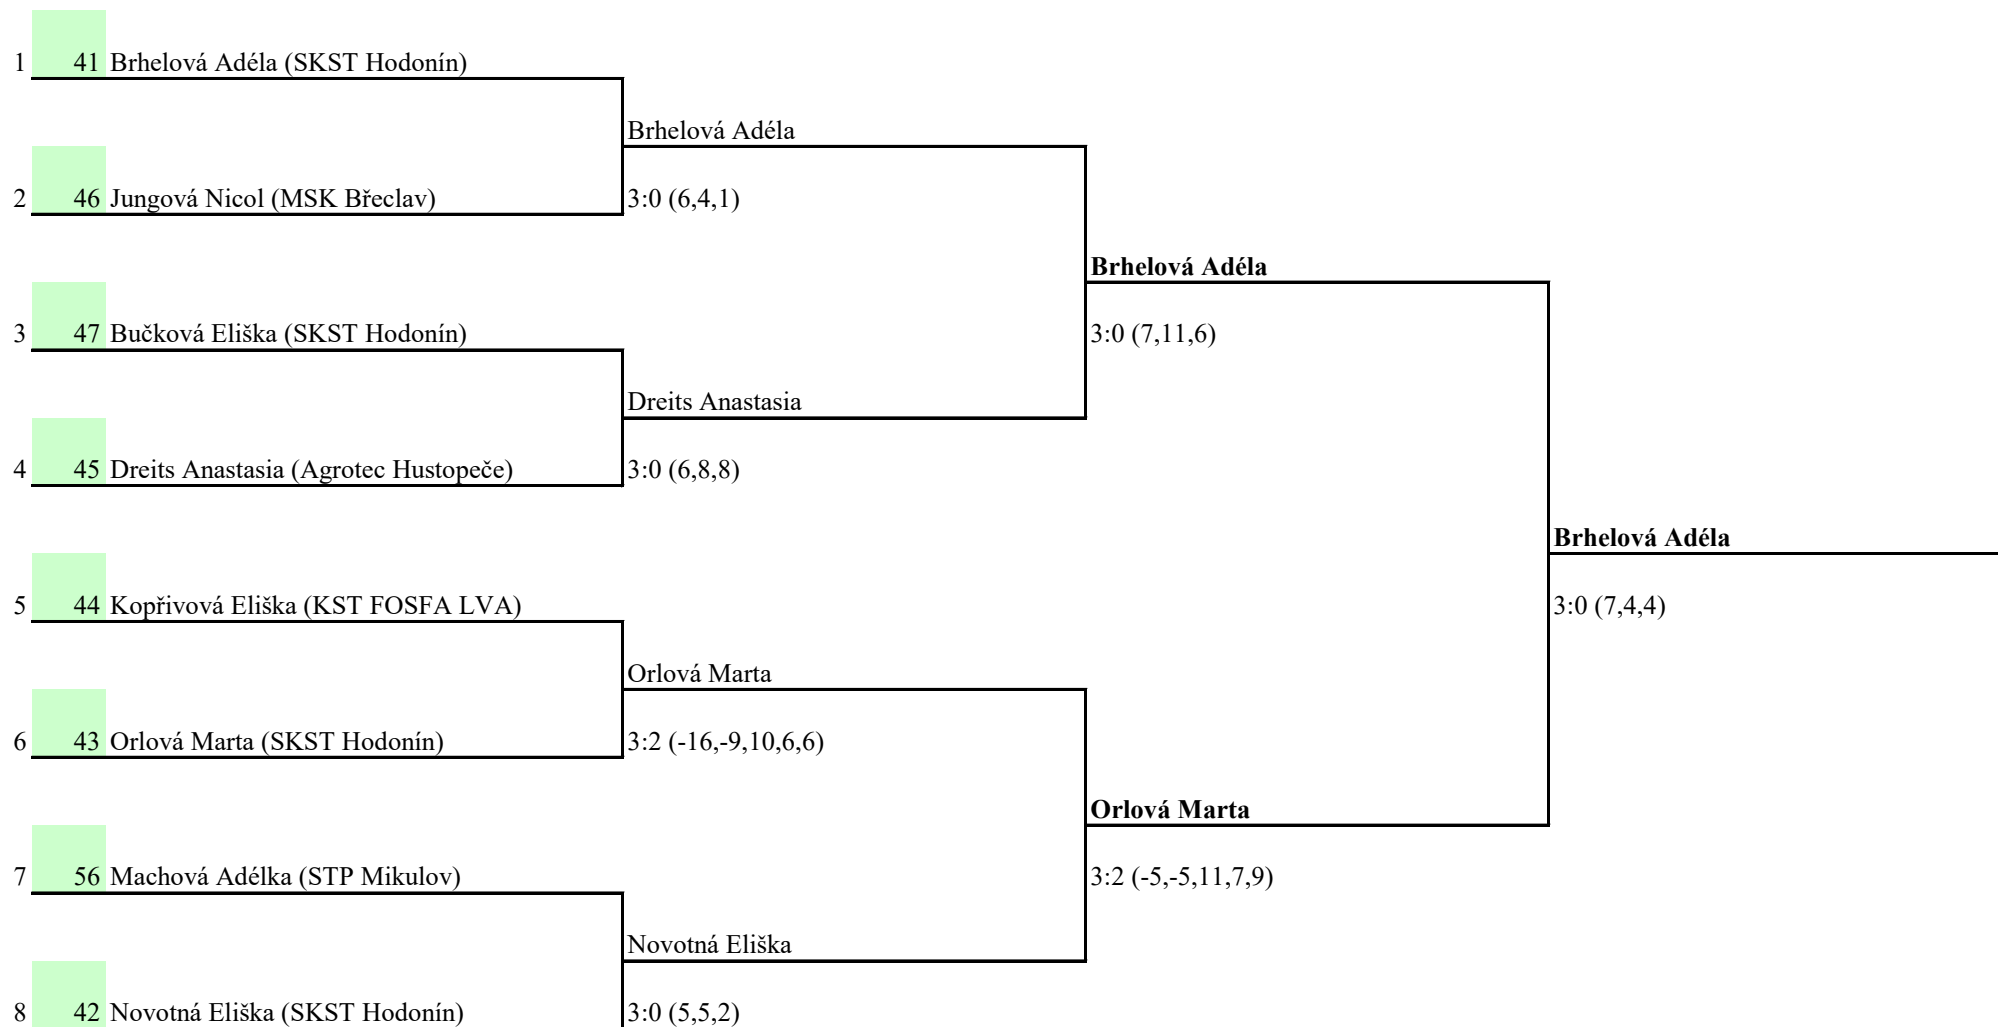 1 41 Brhelová Adéla (SKST Hodonín)
Brhelová Adéla
2 46 Jungová Nicol (MSK Břeclav) 3:0 (6,4,1)
Brhelová Adéla
3 47 Bučková Eliška (SKST Hodonín) 3:0 (7,11,6)
Dreits Anastasia
4 45 Dreits Anastasia (Agrotec Hustopeče) 3:0 (6,8,8)
Brhelová Adéla
5 44 Kopřivová Eliška (KST FOSFA LVA) 3:0 (7,4,4)
Orlová Marta
6 43 Orlová Marta (SKST Hodonín) 3:2 (-16,-9,10,6,6)
Orlová Marta
7 56 Machová Adélka (STP Mikulov) 3:2 (-5,-5,11,7,9)
Novotná Eliška
8 42 Novotná Eliška (SKST Hodonín) 3:0 (5,5,2)